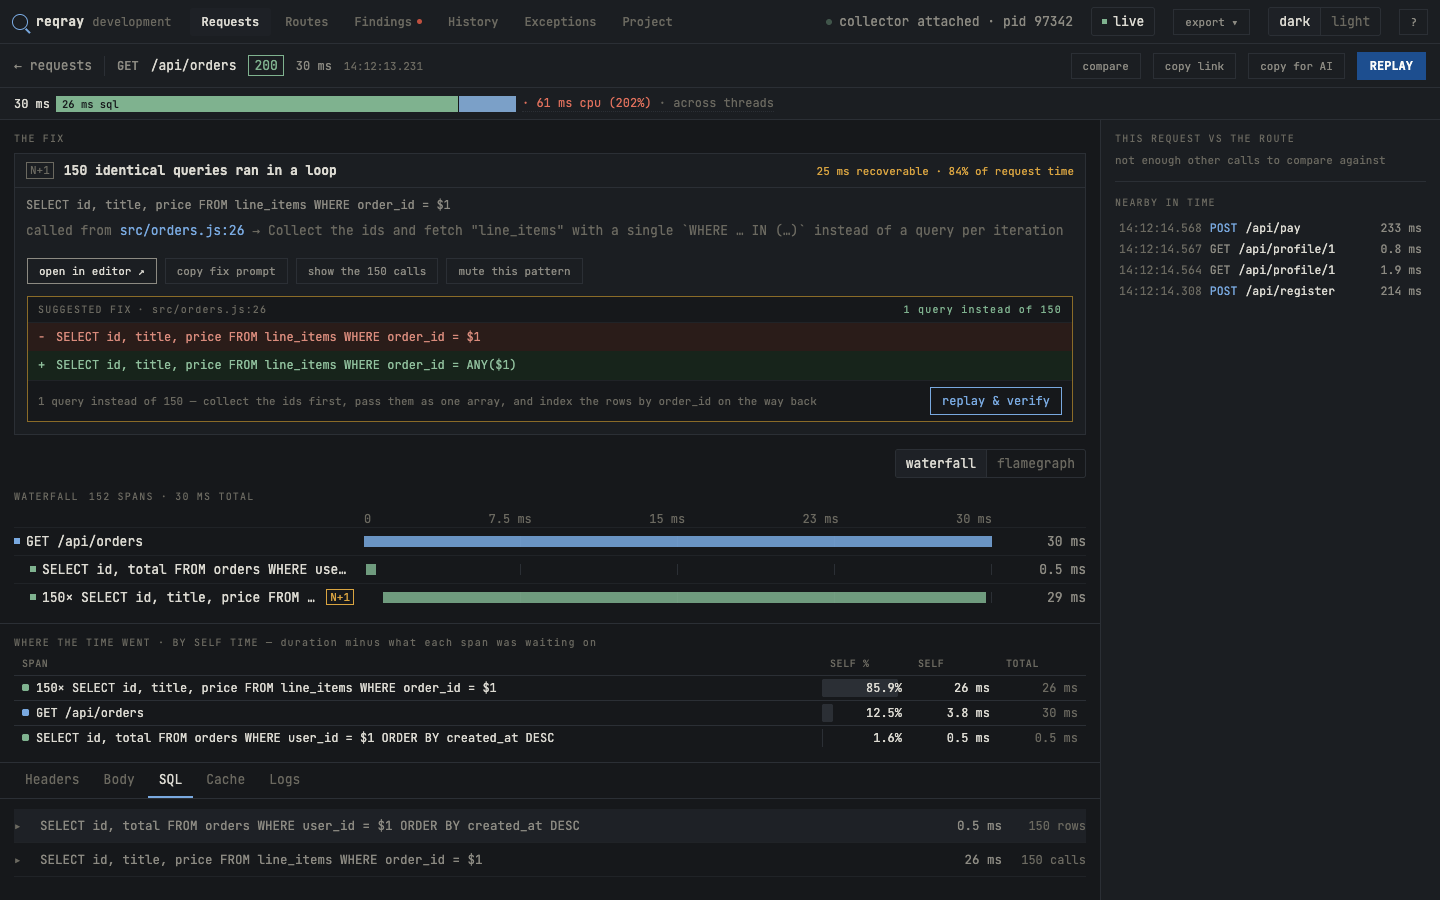 reqray development Requests Routes Findings History Exceptions Project collector attached · pid 97342 live export ▾ dark light ?
← requests GET /api/orders 200 30 ms 14:12:13.231 compare copy link copy for AI REPLAY
30 ms 26 ms sql · 61 ms cpu (202%) · across threads
THE FIX
N+1 150 identical queries ran in a loop 25 ms recoverable · 84% of request time
SELECT id, title, price FROM line_items WHERE order_id = $1
called from src/orders.js:26 → Collect the ids and fetch "line_items" with a single `WHERE … IN (…)` instead of a query per iteration
open in editor ↗ copy fix prompt show the 150 calls mute this pattern
SUGGESTED FIX · src/orders.js:26 1 query instead of 150
- SELECT id, title, price FROM line_items WHERE order_id = $1
+ SELECT id, title, price FROM line_items WHERE order_id = ANY($1)
1 query instead of 150 — collect the ids first, pass them as one array, and index the rows by order_id on the way back replay & verify
waterfall flamegraph
WATERFALL 152 SPANS · 30 MS TOTAL
0 7.5 ms 15 ms 23 ms 30 ms
GET /api/orders 30 ms
SELECT id, total FROM orders WHERE use… 0.5 ms
150× SELECT id, title, price FROM … N+1 29 ms
WHERE THE TIME WENT · BY SELF TIME — duration minus what each span was waiting on
SPAN SELF % SELF TOTAL
150× SELECT id, title, price FROM line_items WHERE order_id = $1 85.9% 26 ms 26 ms
GET /api/orders 12.5% 3.8 ms 30 ms
SELECT id, total FROM orders WHERE user_id = $1 ORDER BY created_at DESC 1.6% 0.5 ms 0.5 ms
Headers Body SQL Cache Logs
▸ SELECT id, total FROM orders WHERE user_id = $1 ORDER BY created_at DESC 0.5 ms 150 rows
▸ SELECT id, title, price FROM line_items WHERE order_id = $1 26 ms 150 calls
THIS REQUEST VS THE ROUTE
not enough other calls to compare against
NEARBY IN TIME
14:12:14.568 POST /api/pay 233 ms
14:12:14.567 GET /api/profile/1 0.8 ms
14:12:14.564 GET /api/profile/1 1.9 ms
14:12:14.308 POST /api/register 214 ms